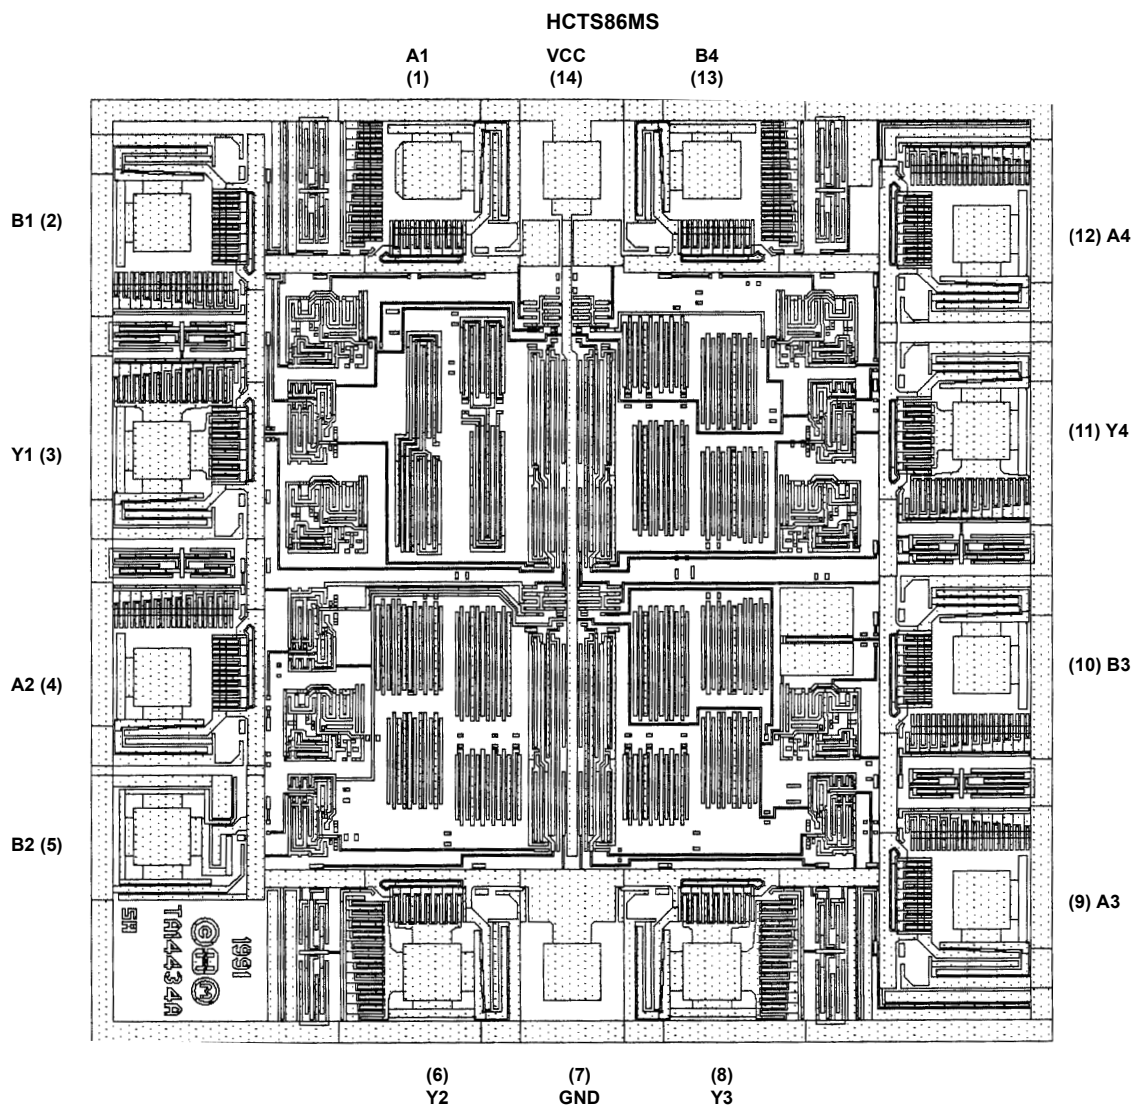 HCTS86MS
A1
(1)
VCC
(14)
B4
(13)
B1 (2)
(12) A4
Y1 (3)
(11) Y4
A2 (4)
(10) B3
B2 (5)
(9) A3
1991
© H M
TA14434A
SH
(6)
Y2
(7)
GND
(8)
Y3